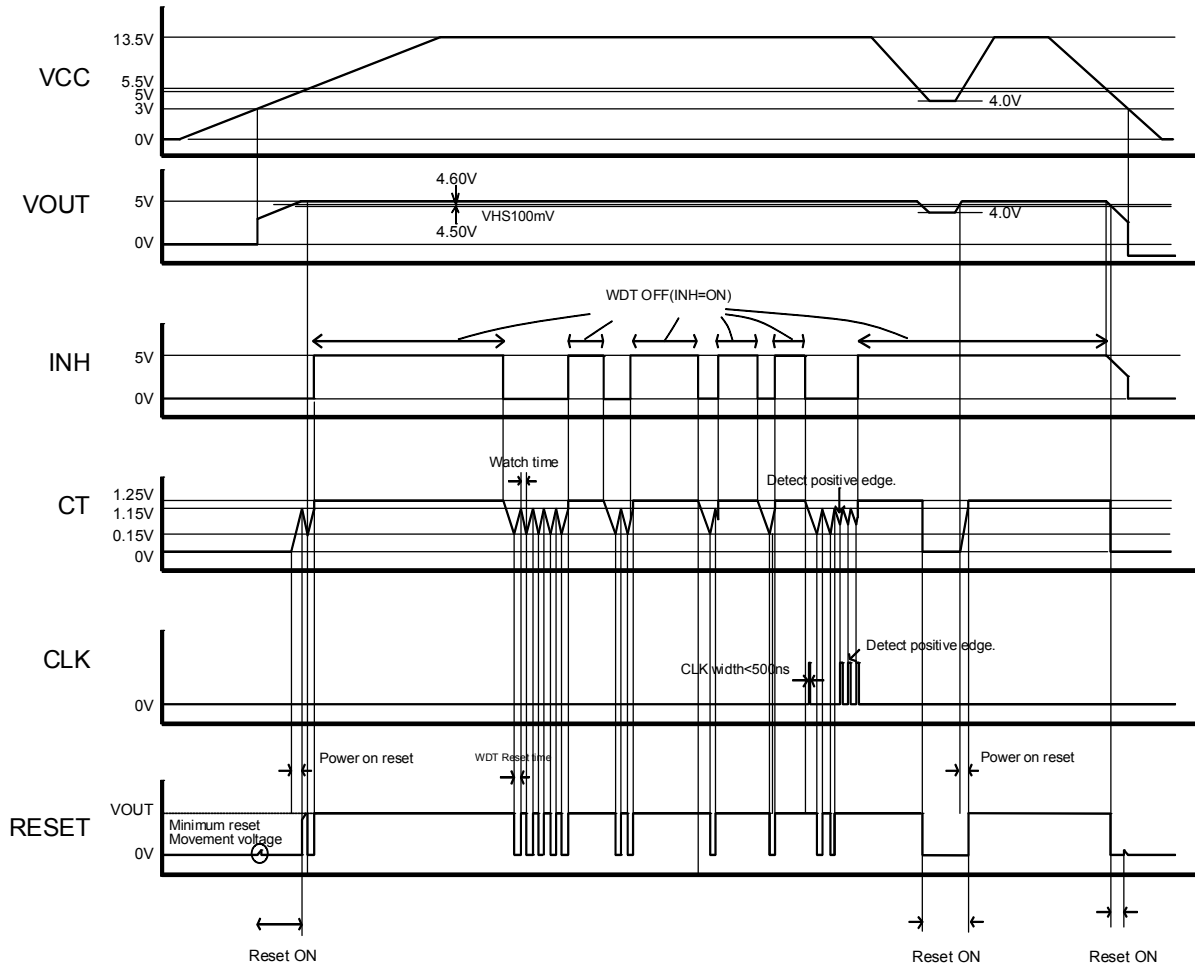 13.5V
VCC
5.5V
5V
3V
4.0V
0V
4.60V
VOUT
5V
VHS100mV
4.0V
4.50V
0V
WDT OFF(INH=ON)
INH
5V
0V
Watch time
Detect positive edge.
CT
1.25V
1.15V
0.15V
0V
CLK
Detect positive edge.
CLK width<500ns
0V
Power on reset
WDT Reset time
Power on reset
VOUT
RESET
Minimum reset
Movement voltage
0V
Reset ON
Reset ON
Reset ON